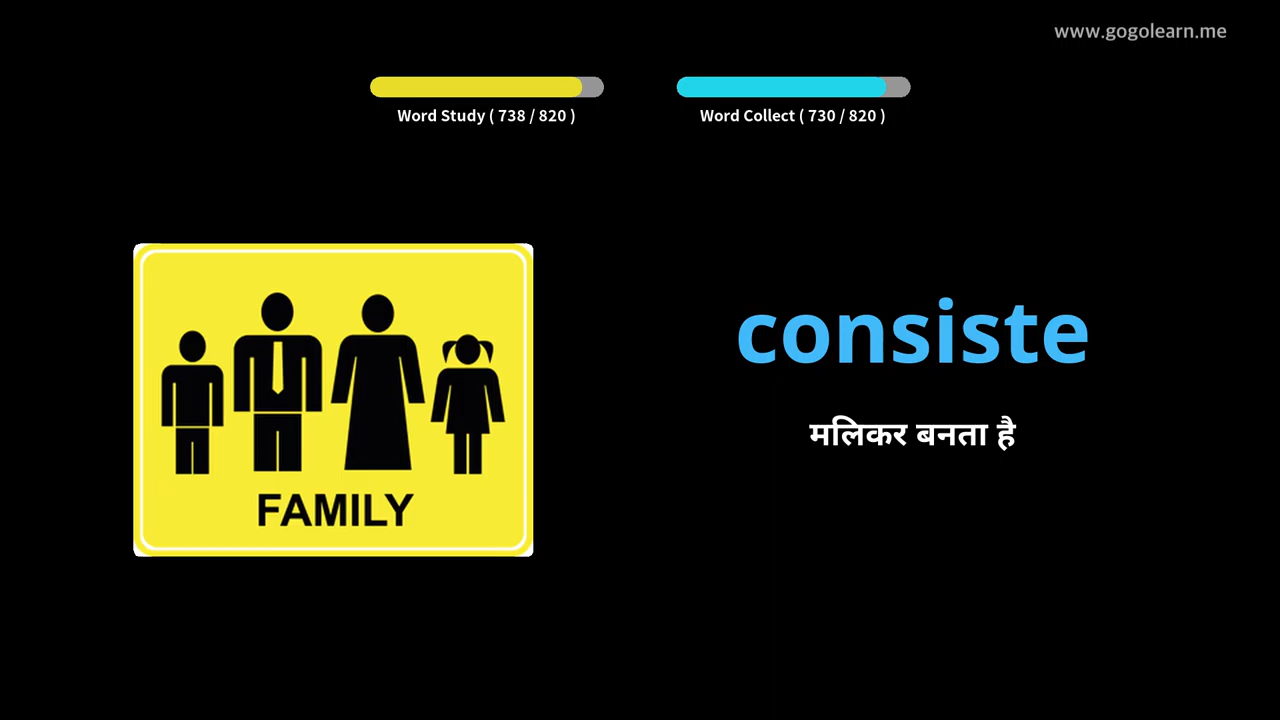 www.gogolearn.me
Word Study ( 738 / 820 )
Word Collect ( 730 / 820 )
consiste
मलिकर बनता है
FAMILY